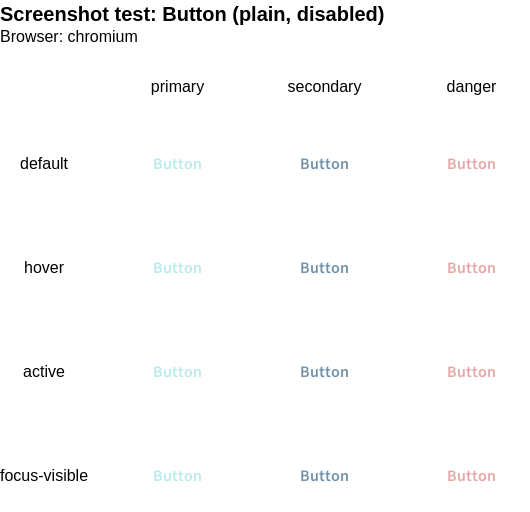 Screenshot test: Button (plain, disabled)
Browser: chromium
primary secondary danger
default Button Button Button
hover Button Button Button
active Button Button Button
focus-visible Button Button Button